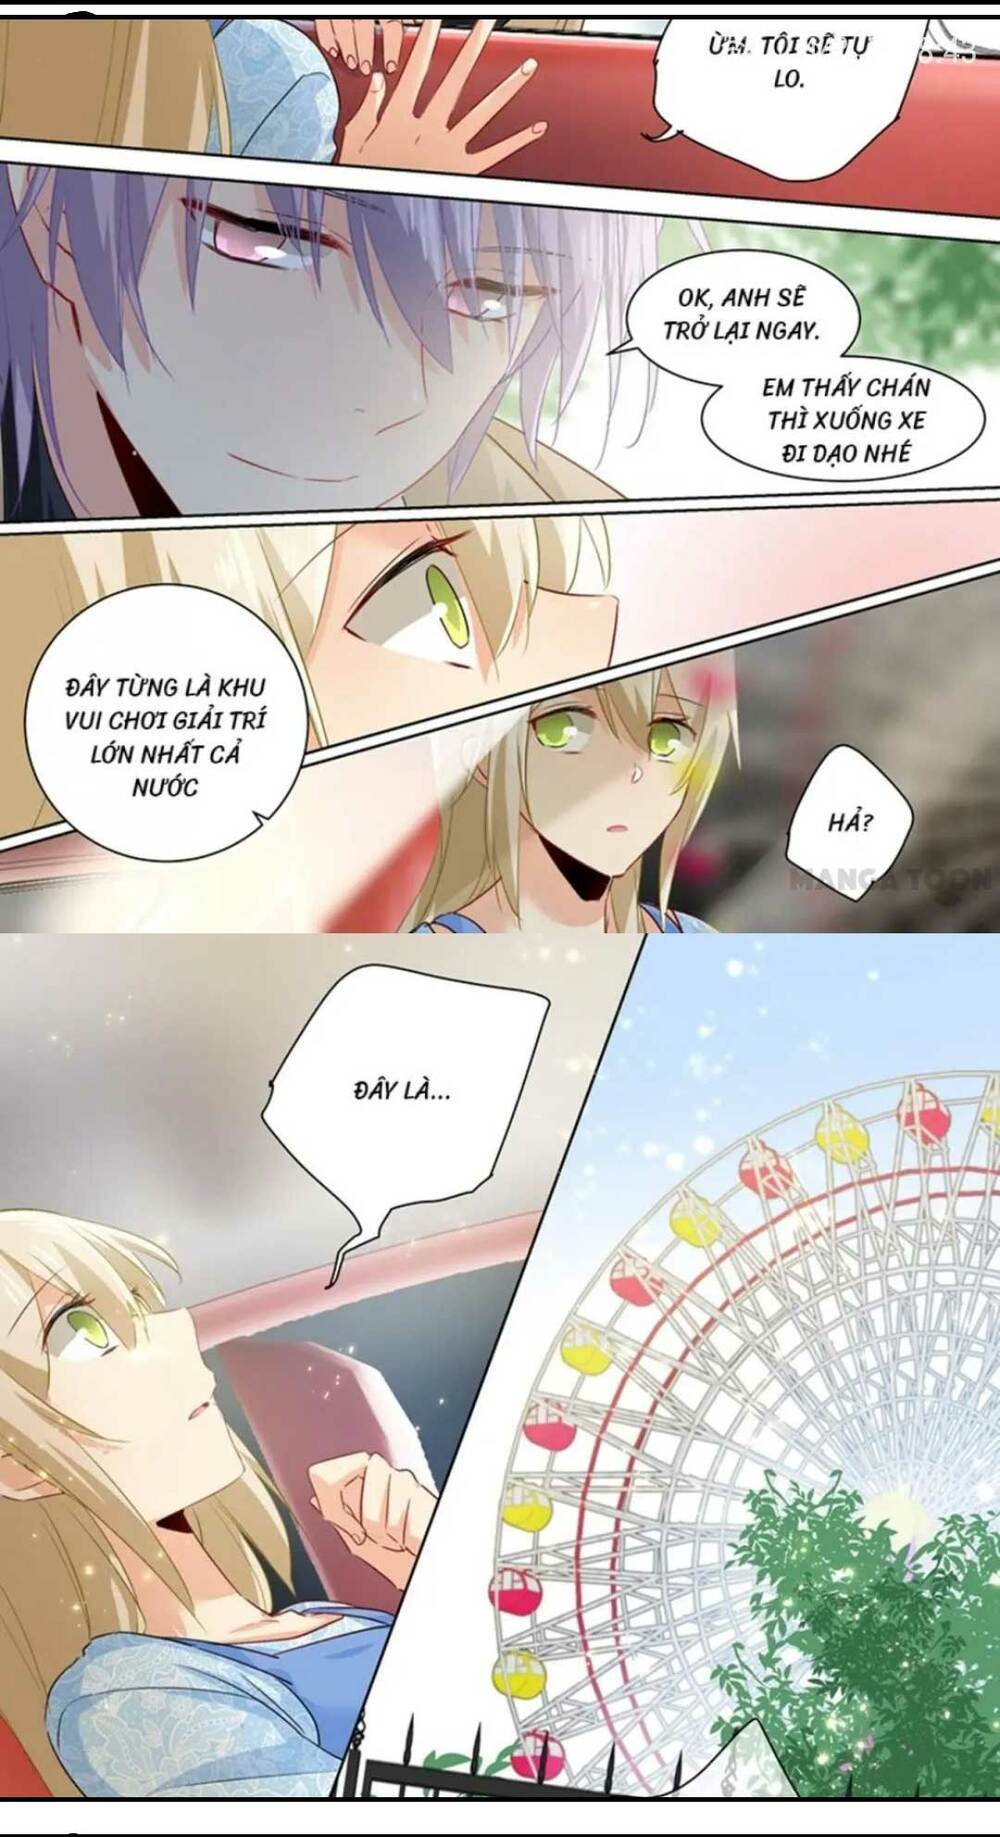 ỪM. TÔI SẼ TỰ
LO.
OK, ANH SẼ
TRỞ LẠI NGAY.
EM THẤY CHÁN
THÌ XUỐNG XE
ĐI DẠO NHÉ
ĐÂY TỪNG LÀ KHU
VUI CHƠI GIẢI TRÍ
LỚN NHẤT CẢ
NƯỚC
HẢ?
MANGA TOON
ĐÂY LÀ...